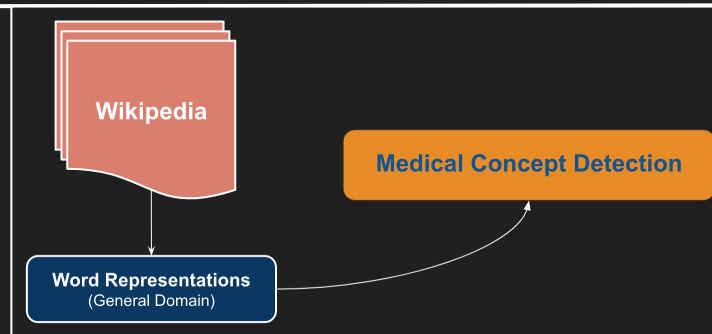 Wikipedia
Medical Concept Detection
Word Representations
(General Domain)